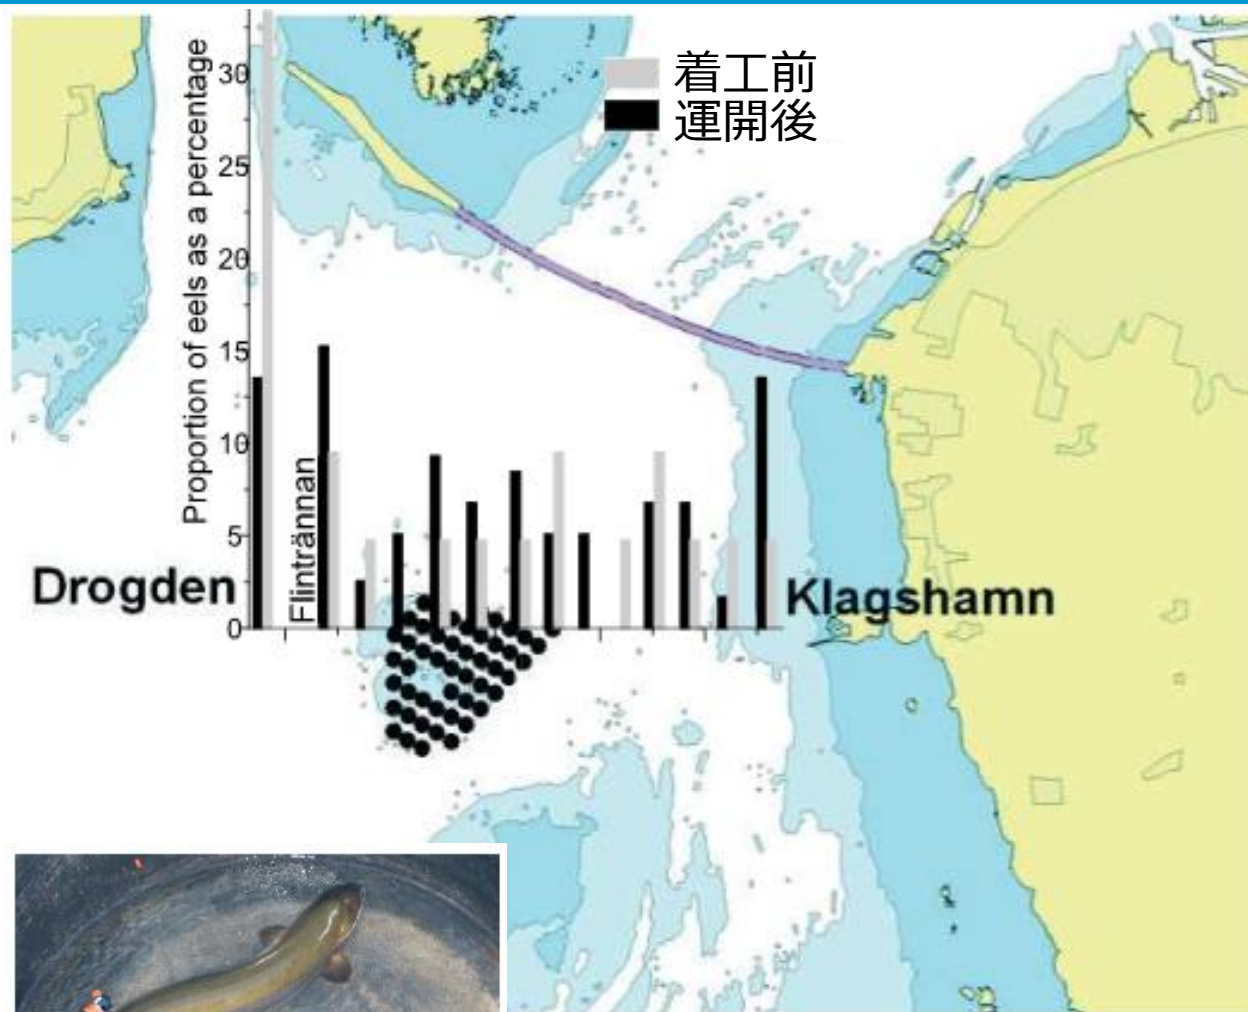 着工前
運開後
Proportion of eels as a percentage
30
25
20
15
10
5
0
Flintrännan
Drogden
Klagshamn